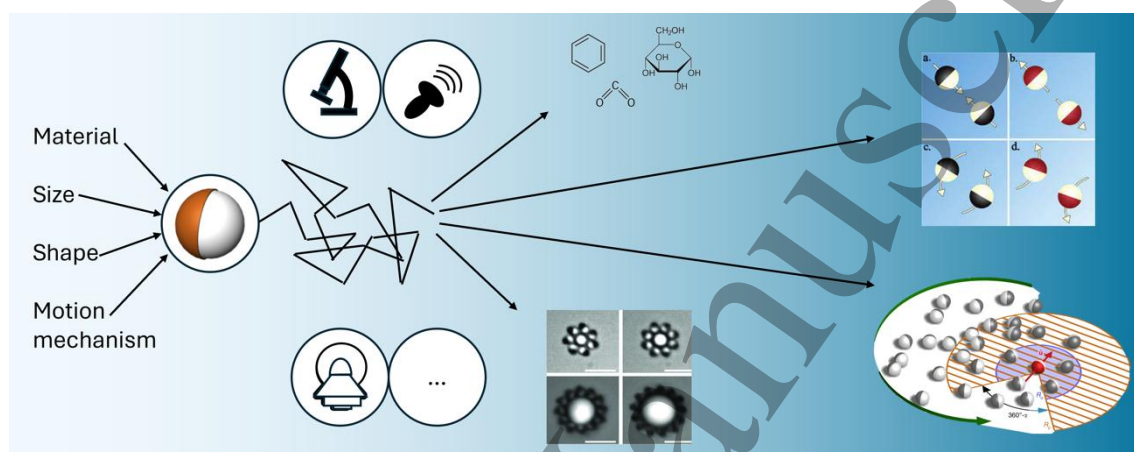 Material
Size
Shape
Motion
mechanism
...
CH₂OH
O
OH
OH
OH
OH
C
O
O
a.
b.
c.
d.
360°-